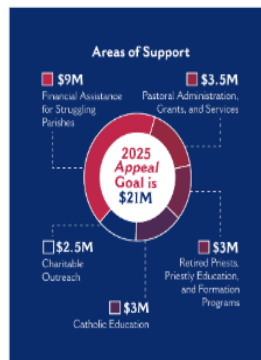 Areas of Support
$9M
Financial Assistance
for Struggling
Parishes
$3.5M
Pastoral Administration,
Grants, and Services
2025
Appeal
Goal is
$21M
$2.5M
Charitable
Outreach
$3M
Retired Priests,
Priestly Education,
and Formation
Programs
$3M
Catholic Education